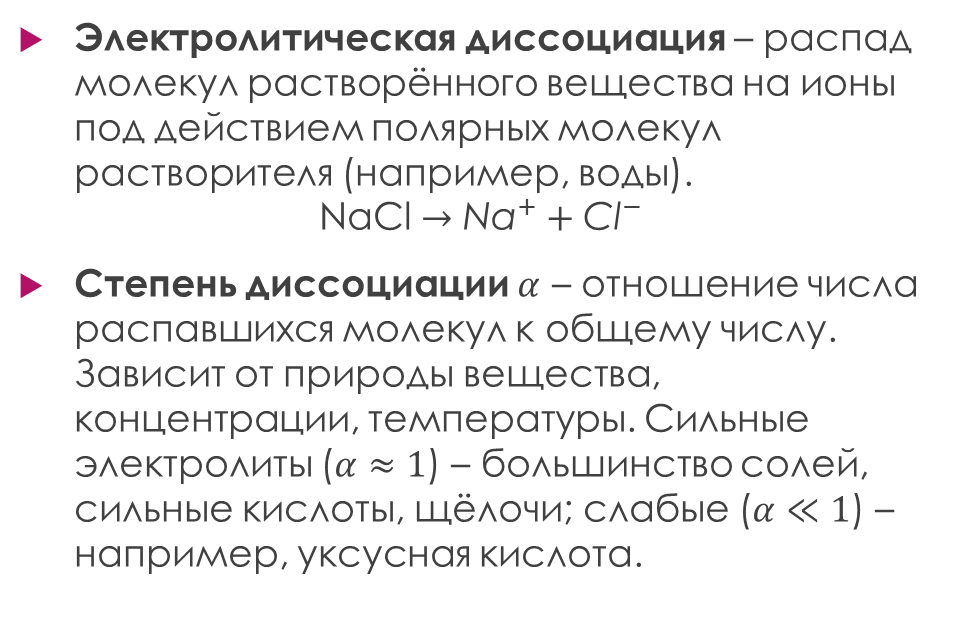 Электролитическая диссоциация – распад
молекул растворённого вещества на ионы
под действием полярных молекул
растворителя (например, воды).
NaCl → Na⁺ + Cl⁻
Степень диссоциации α – отношение числа
распавшихся молекул к общему числу.
Зависит от природы вещества,
концентрации, температуры. Сильные
электролиты (α ≈ 1) – большинство солей,
сильные кислоты, щёлочи; слабые (α ≪ 1) –
например, уксусная кислота.